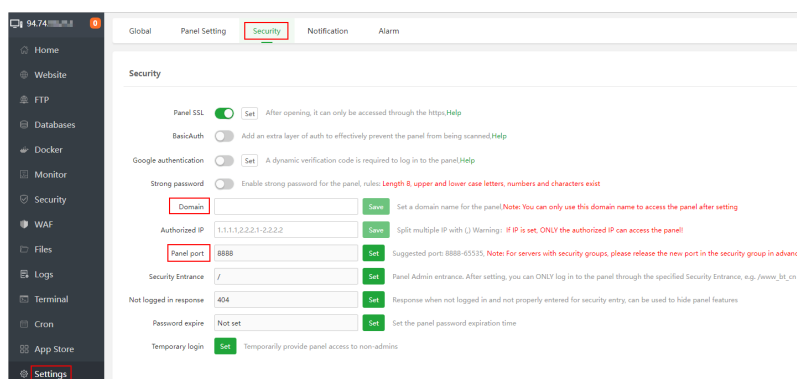 94.74.
0
Home
Website
FTP
Databases
Docker
Monitor
Security
WAF
Files
Logs
Terminal
Cron
App Store
Settings
Global Panel Setting Security Notification Alarm
Security
Panel SSL Set After opening, it can only be accessed through the https,Help
BasicAuth Add an extra layer of auth to effectively prevent the panel from being scanned,Help
Google authentication Set A dynamic verification code is required to log in to the panel,Help
Strong password Enable strong password for the panel, rules: Length 8, upper and lower case letters, numbers and characters exist
Domain Save Set a domain name for the panel,Note: You can only use this domain name to access the panel after setting
Authorized IP 1.1.1.1,2.2.2.1-2.2.2.2 Save Split multiple IP with (,) Warning: If IP is set, ONLY the authorized IP can access the panel!
Panel port 8888 Set Suggested port: 8888-65535, Note: For servers with security groups, please release the new port in the security group in advanc
Security Entrance / Set Panel Admin entrance. After setting, you can ONLY log in to the panel through the specified Security Entrance, e.g. /www_bt_cn
Not logged in response 404 Set Response when not logged in and not properly entered for security entry, can be used to hide panel features
Password expire Not set Set Set the panel password expiration time
Temporary login Set Temporarily provide panel access to non-admins